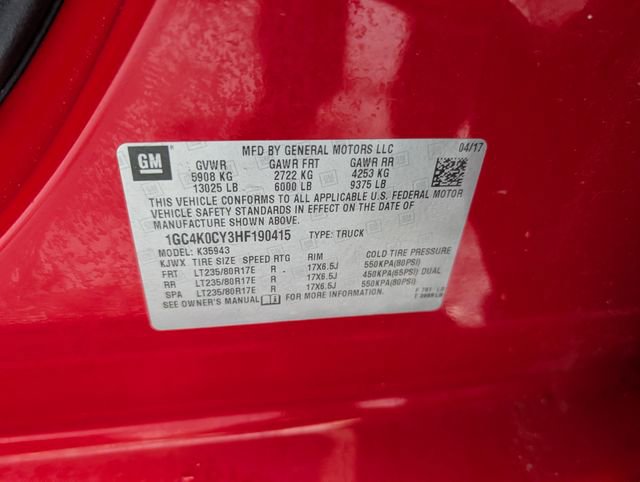 MFD BY GENERAL MOTORS LLC 04/17
GM
GVWR GAWR FRT GAWR RR
5908 KG 2722 KG 4253 KG
13025 LB 6000 LB 9375 LB
THIS VEHICLE CONFORMS TO ALL APPLICABLE U.S. FEDERAL MOTOR
VEHICLE SAFETY STANDARDS IN EFFECT ON THE DATE OF
MANUFACTURE SHOWN ABOVE.
1GC4K0CY3HF190415 TYPE: TRUCK
MODEL: K35943
KJWX TIRE SIZE SPEED RTG RIM COLD TIRE PRESSURE
FRT LT235/80R17E R 17X6.5J 550KPA(80PSI)
RR LT235/80R17E R 17X6.5J 450KPA(65PSI) DUAL
SPA LT235/80R17E R 17X6.5J 550KPA(80PSI)
SEE OWNER'S MANUAL FOR MORE INFORMATION.